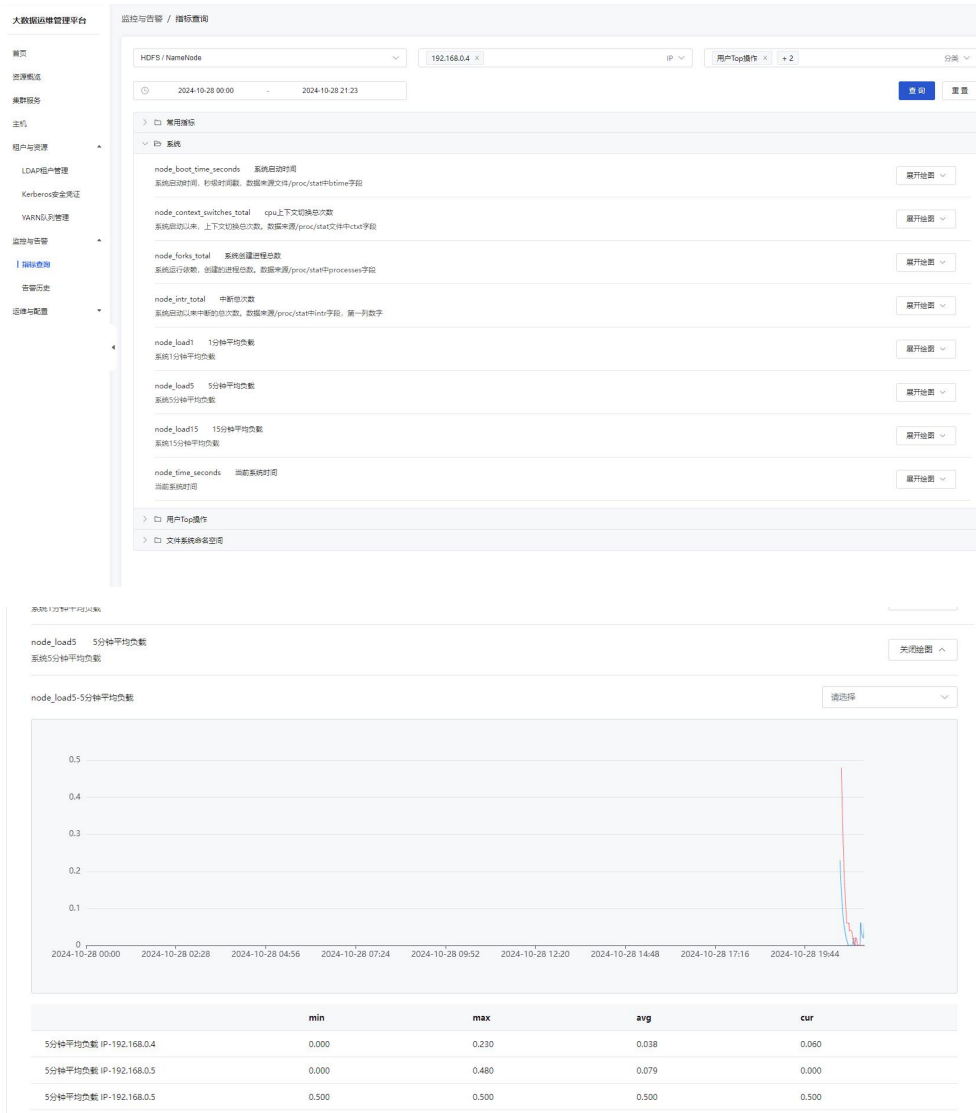 大数据运维管理平台
监控与告警 / 指标查询
首页
资源概览
集群服务
主机
租户与资源
LDAP租户管理
Kerberos安全凭证
YARN队列管理
监控与告警
指标查询
告警历史
运维与配置
HDFS / NameNode
192.168.0.4 ×
IP
用户Top操作 ×
+ 2
分类
2024-10-28 00:00 - 2024-10-28 21:23
查询
重置
常用指标
系统
node_boot_time_seconds 系统启动时间
系统启动时间，秒级时间戳，数据来源文件/proc/stat中btime字段
展开绘图
node_context_switches_total cpu上下文切换总次数
系统启动以来，上下文切换总次数。数据来源/proc/stat文件中ctxt字段
展开绘图
node_forks_total 系统创建进程总数
系统运行依赖，创建的进程总数。数据来源/proc/stat中processes字段
展开绘图
node_intr_total 中断总次数
系统启动以来中断的总次数。数据来源/proc/stat中intr字段，第一列数字
展开绘图
node_load1 1分钟平均负载
系统1分钟平均负载
展开绘图
node_load5 5分钟平均负载
系统5分钟平均负载
展开绘图
node_load15 15分钟平均负载
系统15分钟平均负载
展开绘图
node_time_seconds 当前系统时间
当前系统时间
展开绘图
用户Top操作
文件系统命名空间
系统1分钟平均负载
node_load5 5分钟平均负载
系统5分钟平均负载
关闭绘图
node_load5-5分钟平均负载
请选择
0.5
0.4
0.3
0.2
0.1
0
2024-10-28 00:00 2024-10-28 02:28 2024-10-28 04:56 2024-10-28 07:24 2024-10-28 09:52 2024-10-28 12:20 2024-10-28 14:48 2024-10-28 17:16 2024-10-28 19:44
min max avg cur
5分钟平均负载 IP-192.168.0.4 0.000 0.230 0.038 0.060
5分钟平均负载 IP-192.168.0.5 0.000 0.480 0.079 0.000
5分钟平均负载 IP-192.168.0.5 0.500 0.500 0.500 0.500